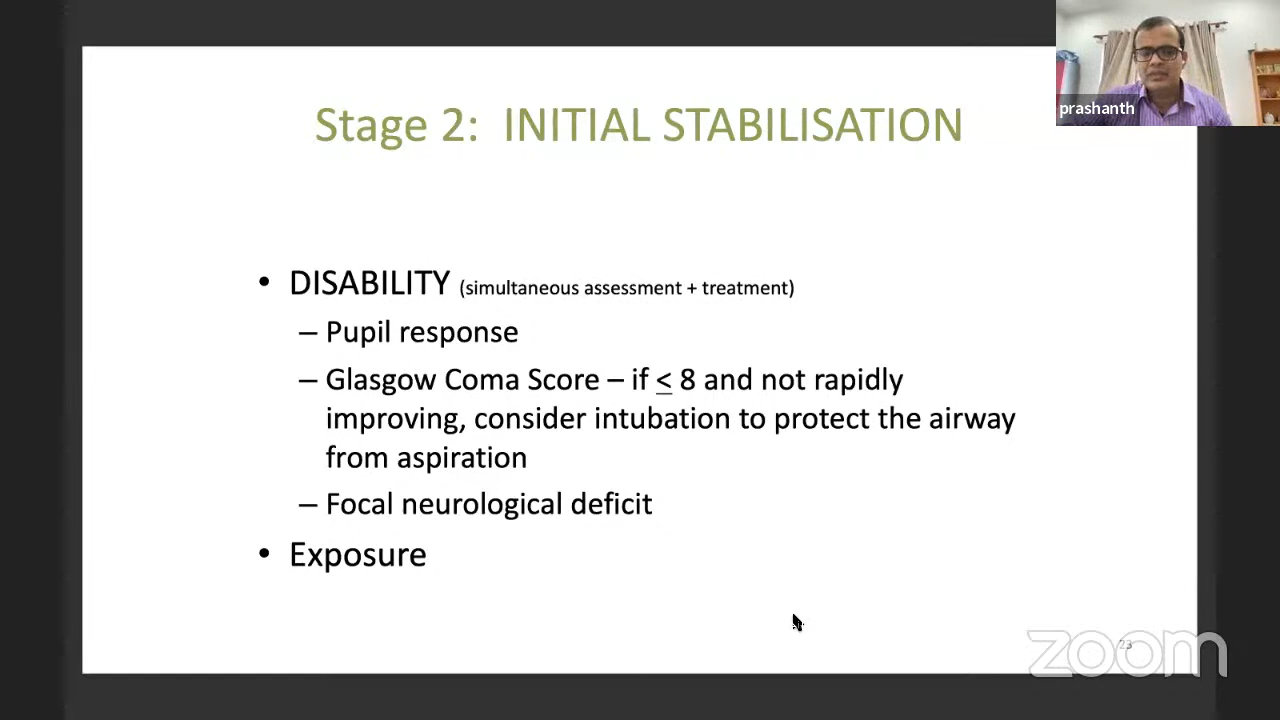 prashanth
Stage 2: INITIAL STABILISATION
• DISABILITY (simultaneous assessment + treatment)
– Pupil response
– Glasgow Coma Score – if < 8 and not rapidly
improving, consider intubation to protect the airway
from aspiration
– Focal neurological deficit
• Exposure
23
zoom